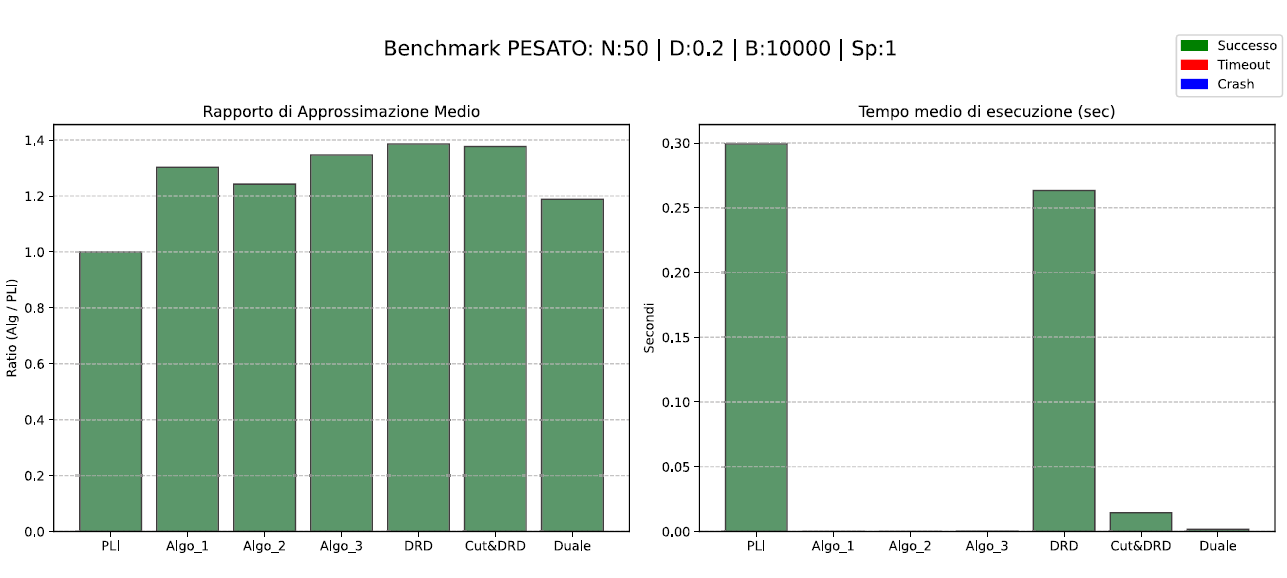 Benchmark PESATO: N:50 | D:0.2 | B:10000 | Sp:1
Successo
Timeout
Crash
Rapporto di Approssimazione Medio
Ratio (Alg / PLI)
1.4
1.2
1.0
0.8
0.6
0.4
0.2
0.0
PLI
Algo_1
Algo_2
Algo_3
DRD
Cut&DRD
Duale
Tempo medio di esecuzione (sec)
Secondi
0.30
0.25
0.20
0.15
0.10
0.05
0.00
PLI
Algo_1
Algo_2
Algo_3
DRD
Cut&DRD
Duale